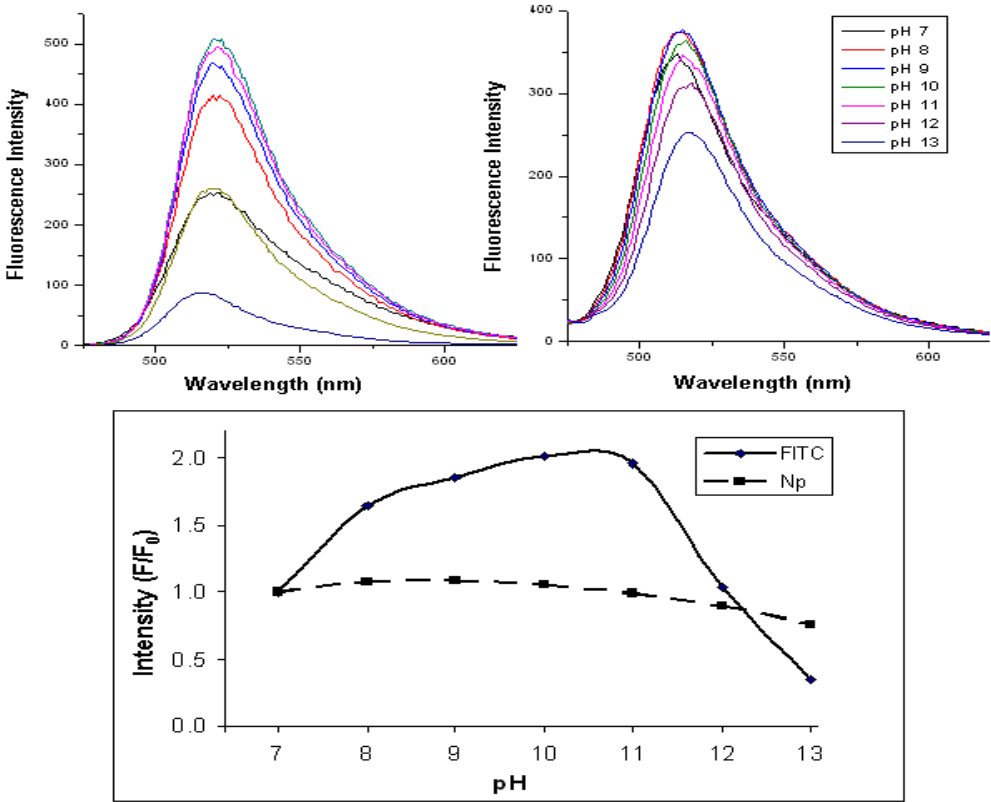 Fluorescence Intensity
500
400
300
200
100
0
500
550
600
Wavelength (nm)
Fluorescence Intensity
400
300
200
100
0
500
550
600
Wavelength (nm)
pH 7
pH 8
pH 9
pH 10
pH 11
pH 12
pH 13
Intensity (F/F₀)
2.0
1.5
1.0
0.5
0.0
7 8 9 10 11 12 13
pH
FITC
Np